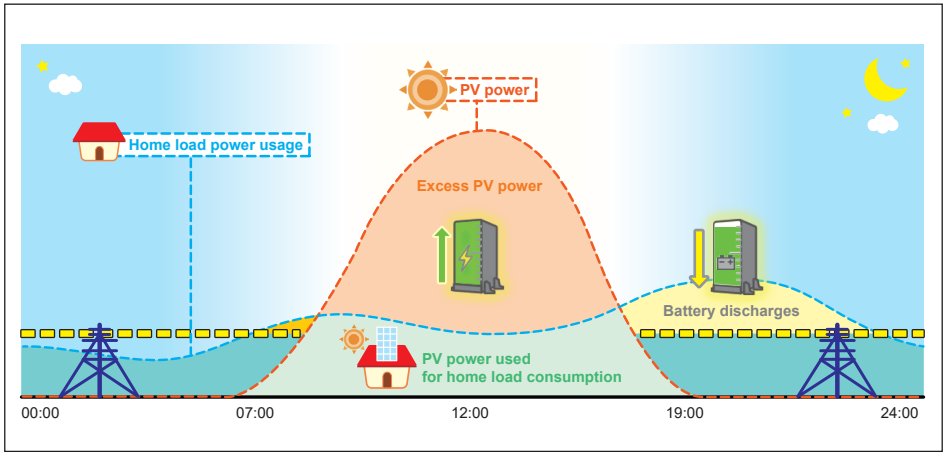 PV power
Home load power usage
Excess PV power
Battery discharges
PV power used
for home load consumption
00:00
07:00
12:00
19:00
24:00